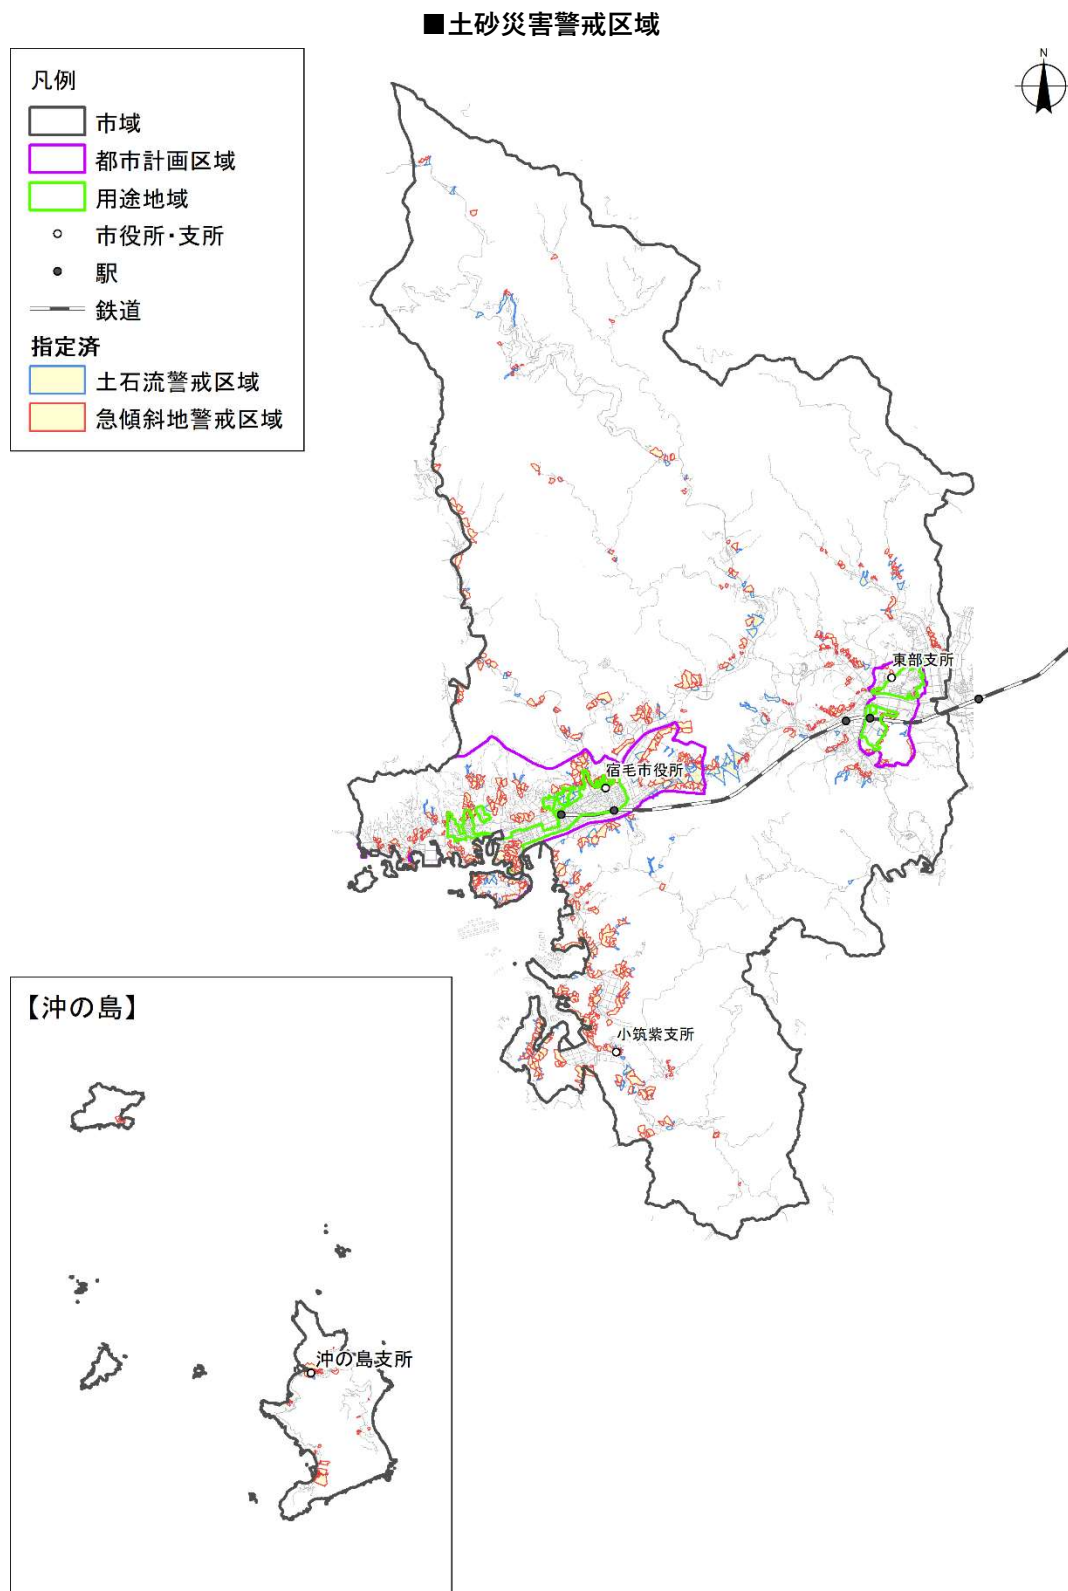 ■土砂災害警戒区域
N
凡例
市域
都市計画区域
用途地域
市役所・支所
駅
鉄道
指定済
土石流警戒区域
急傾斜地警戒区域
東部支所
宿毛市役所
小筑紫支所
【沖の島】
沖の島支所